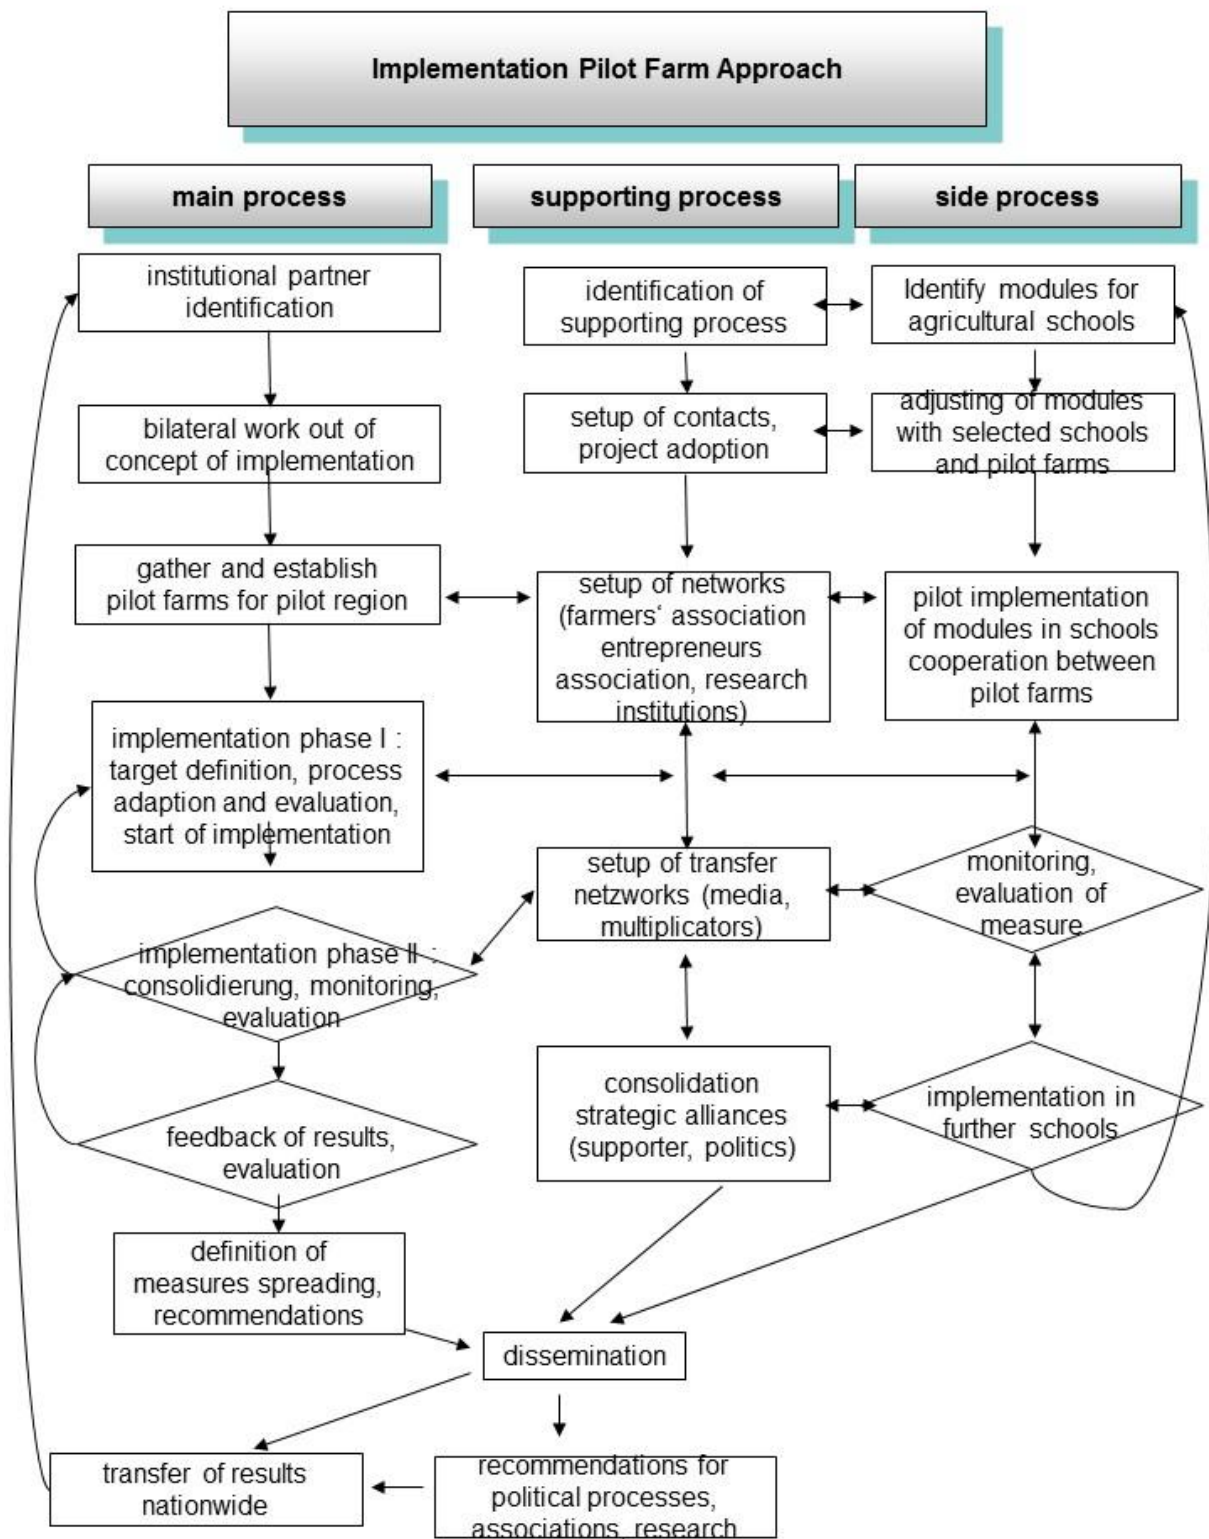 Implementation Pilot Farm Approach
main process
supporting process
side process
institutional partner
identification
identification of
supporting process
Identify modules for
agricultural schools
bilateral work out of
concept of implementation
setup of contacts,
project adoption
adjusting of modules
with selected schools
and pilot farms
gather and establish
pilot farms for pilot region
setup of networks
(farmers‘ association
entrepreneurs
association, research
institutions)
pilot implementation
of modules in schools
cooperation between
pilot farms
implementation phase I :
target definition, process
adaption and evaluation,
start of implementation
setup of transfer
netzworks (media,
multiplicators)
monitoring,
evaluation of
measure
implementation phase II :
consolidierung, monitoring,
evaluation
consolidation
strategic alliances
(supporter, politics)
implementation in
further schools
feedback of results,
evaluation
definition of
measures spreading,
recommendations
dissemination
transfer of results
nationwide
recommendations for
political processes,
associations, research